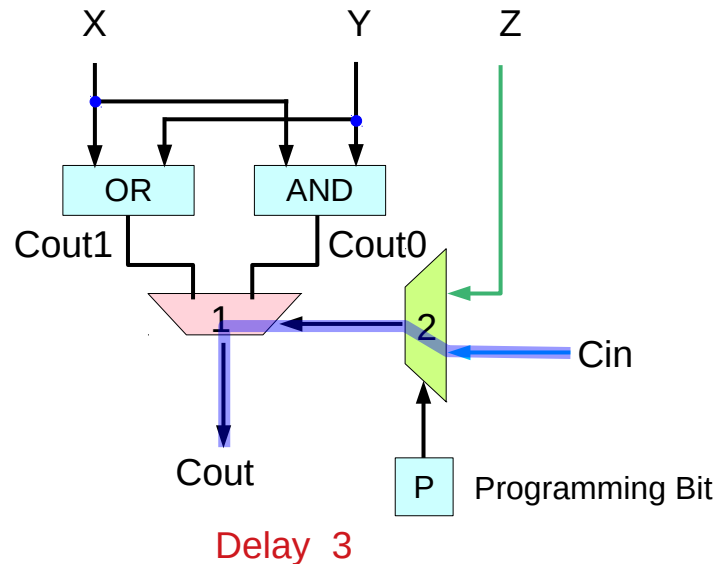 X Y Z
OR AND
Cout1 Cout0
1 2
Cin
Cout
P Programming Bit
Delay 3